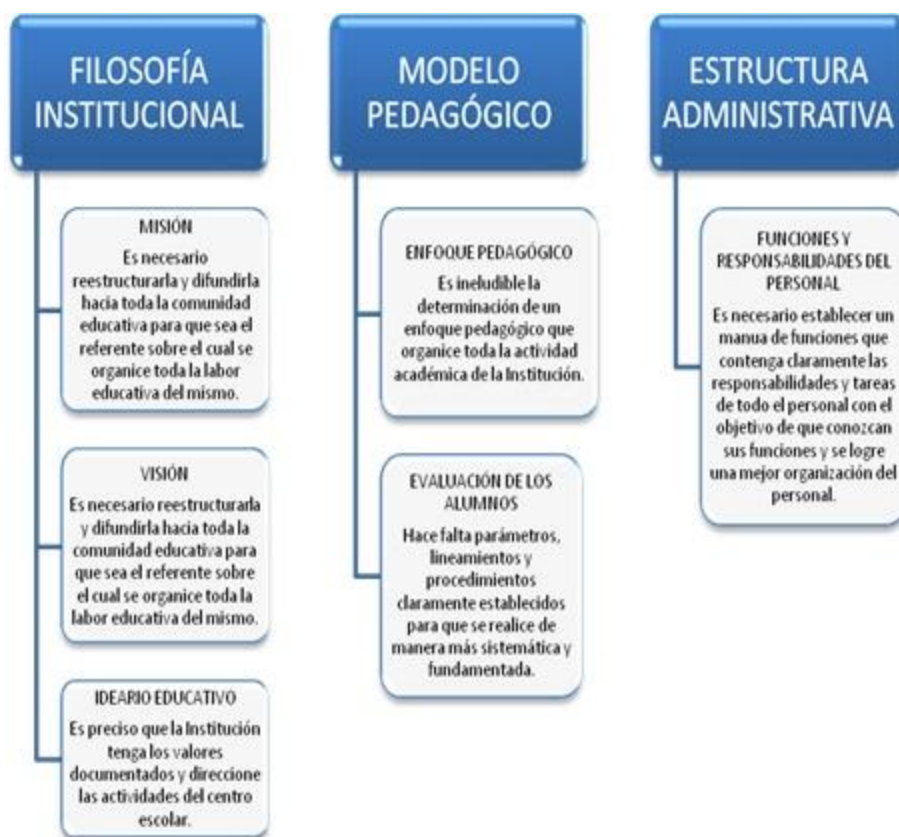 FILOSOFÍA
INSTITUCIONAL
MISIÓN
Es necesario
reestructurarla y difundirla
hacia toda la comunidad
educativa para que sea el
referente sobre el cual se
organice toda la labor
educativa del mismo.
VISIÓN
Es necesario reestructurarla
y difundirla hacia toda la
comunidad educativa para
que sea el referente sobre
el cual se organice toda la
labor educativa del mismo.
IDEARIO EDUCATIVO
Es preciso que la Institución
tenga los valores
documentados y direccione
las actividades del centro
escolar.
MODELO
PEDAGÓGICO
ENFOQUE PEDAGÓGICO
Es ineludible la
determinación de un
enfoque pedagógico que
organice toda la actividad
académica de la Institución.
EVALUACIÓN DE LOS
ALUMNOS
Hace falta parámetros,
lineamientos y
procedimientos
claramente establecidos
para que se realice de
manera más sistemática y
fundamentada.
ESTRUCTURA
ADMINISTRATIVA
FUNCIONES Y
RESPONSABILIDADES DEL
PERSONAL
Es necesario establecer un
manua de funciones que
contenga claramente las
responsabilidades y tareas
de todo el personal con el
objetivo de que conozcan
sus funciones y se logre
una mejor organización del
personal.